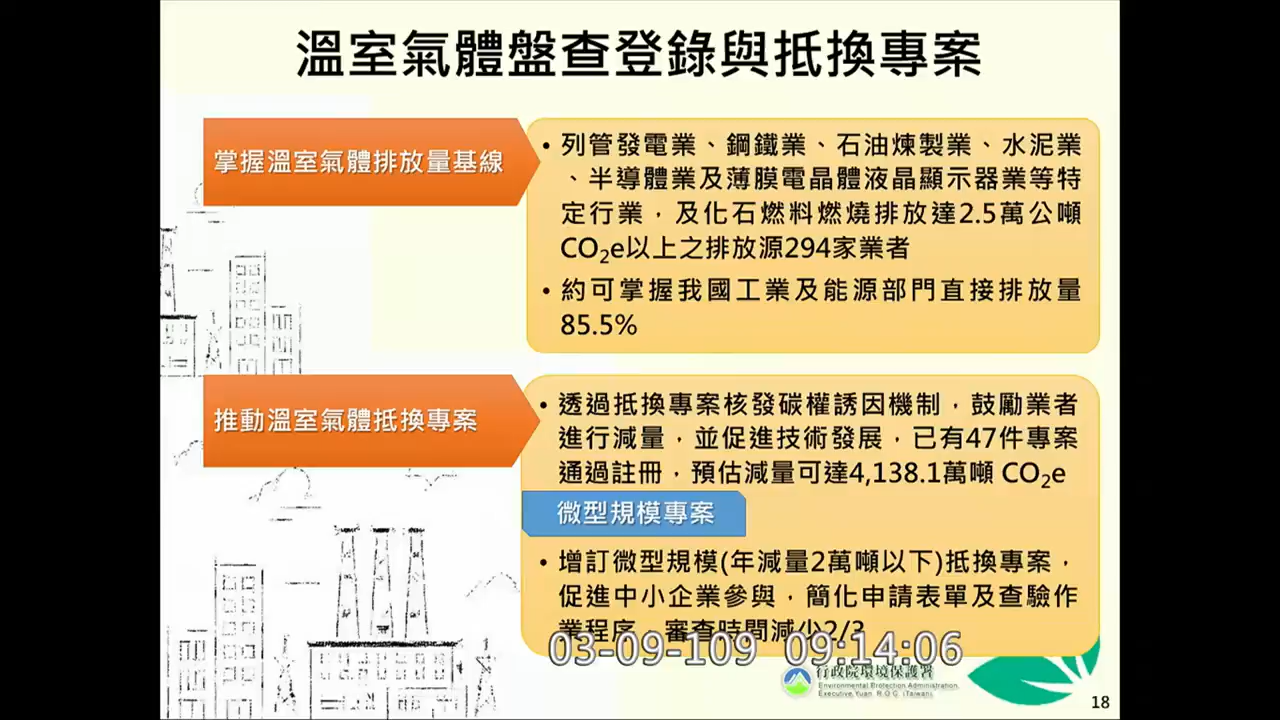 溫室氣體盤查登錄與抵換專案
掌握溫室氣體排放量基線
• 列管發電業、鋼鐵業、石油煉製業、水泥業
、半導體業及薄膜電晶體液晶顯示器業等特
定行業，及化石燃料燃燒排放達2.5萬公噸
CO₂e以上之排放源294家業者
• 約可掌握我國工業及能源部門直接排放量
85.5%
推動溫室氣體抵換專案
• 透過抵換專案核發碳權誘因機制，鼓勵業者
進行減量，並促進技術發展，已有47件專案
通過註冊，預估減量可達4,138.1萬噸 CO₂e
微型規模專案
• 增訂微型規模(年減量2萬噸以下)抵換專案，
促進中小企業參與，簡化申請表單及查驗作
業程序，審查時間減少2/3
03-09-109 09:14:06
行政院環境保護署
Environmental Protection Administration
Executive Yuan, R.O.C. (Taiwan)
18